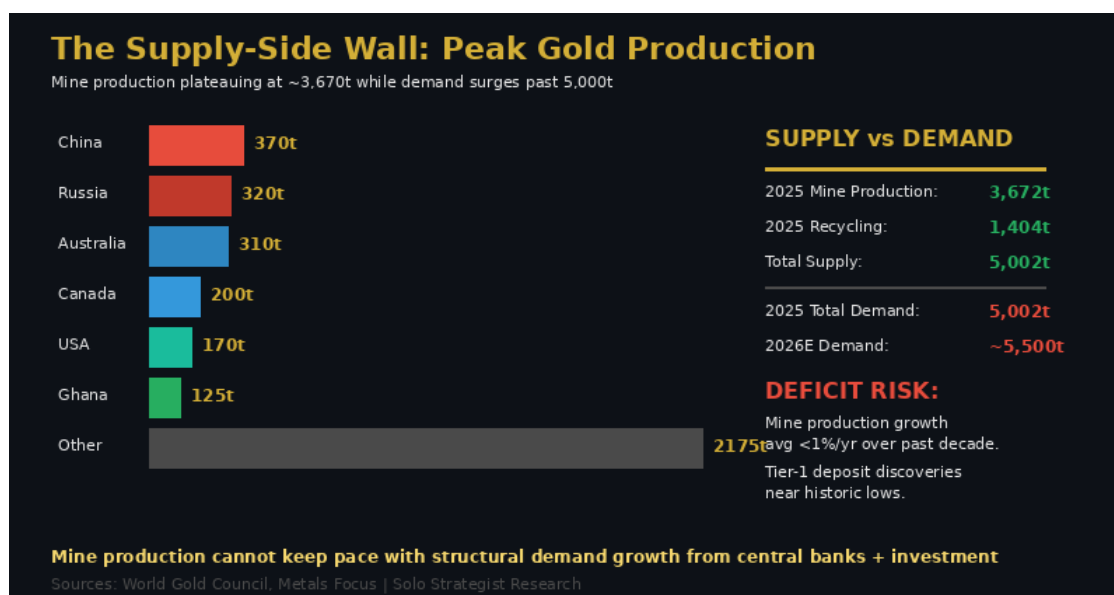 The Supply-Side Wall: Peak Gold Production
Mine production plateauing at ~3,670t while demand surges past 5,000t
China 370t
Russia 320t
Australia 310t
Canada 200t
USA 170t
Ghana 125t
Other 2175t
SUPPLY vs DEMAND
2025 Mine Production: 3,672t
2025 Recycling: 1,404t
Total Supply: 5,002t
2025 Total Demand: 5,002t
2026E Demand: ~5,500t
DEFICIT RISK:
Mine production growth
avg <1%/yr over past decade.
Tier-1 deposit discoveries
near historic lows.
Mine production cannot keep pace with structural demand growth from central banks + investment
Sources: World Gold Council, Metals Focus | Solo Strategist Research